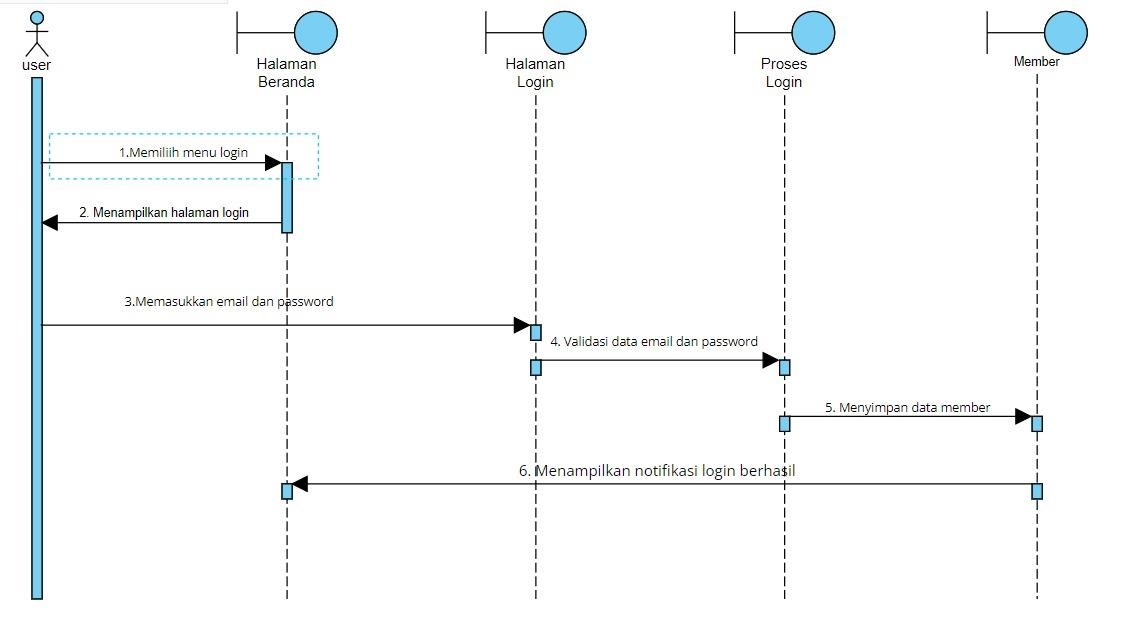 user
Halaman
Beranda
Halaman
Login
Proses
Login
Member
1.Memiliih menu login
2. Menampilkan halaman login
3.Memasukkan email dan password
4. Validasi data email dan password
5. Menyimpan data member
6. Menampilkan notifikasi login berhasil